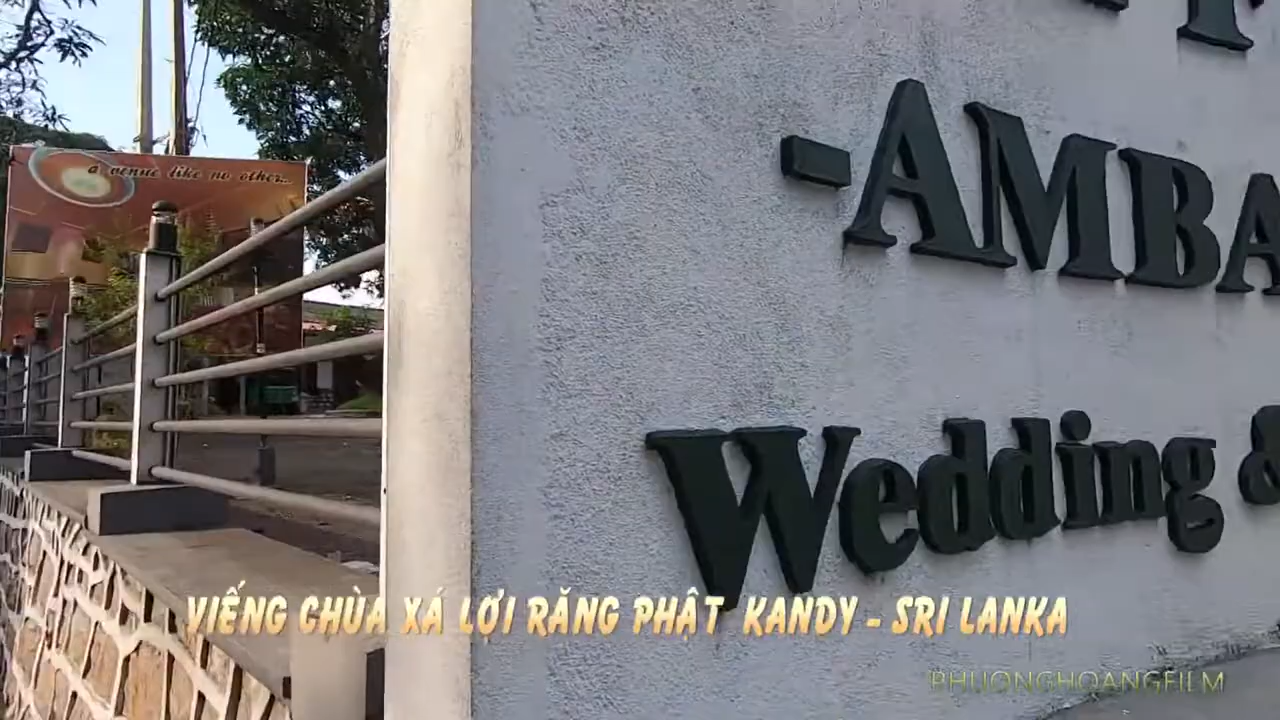 a venue like no other...
-AMBA
Wedding &
VIẾNG CHÙA XÁ LỢI RĂNG PHẬT KANDY - SRI LANKA
PHUONGHOANGFILM